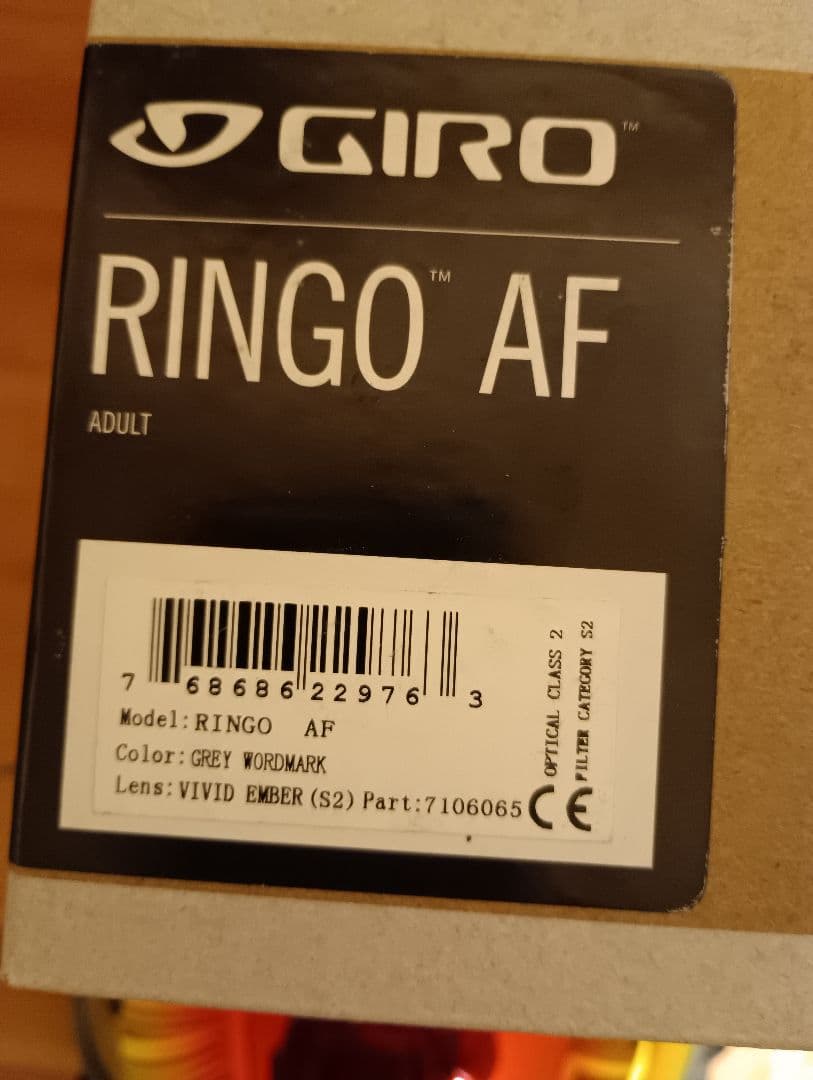 GIRO™
RINGO™ AF
ADULT
7 68686 22976 3
Model:RINGO AF
Color:GREY WORDMARK
Lens:VIVID EMBER(S2) Part:7106065
CE
OPTICAL CLASS 2
FILTER CATEGORY S2